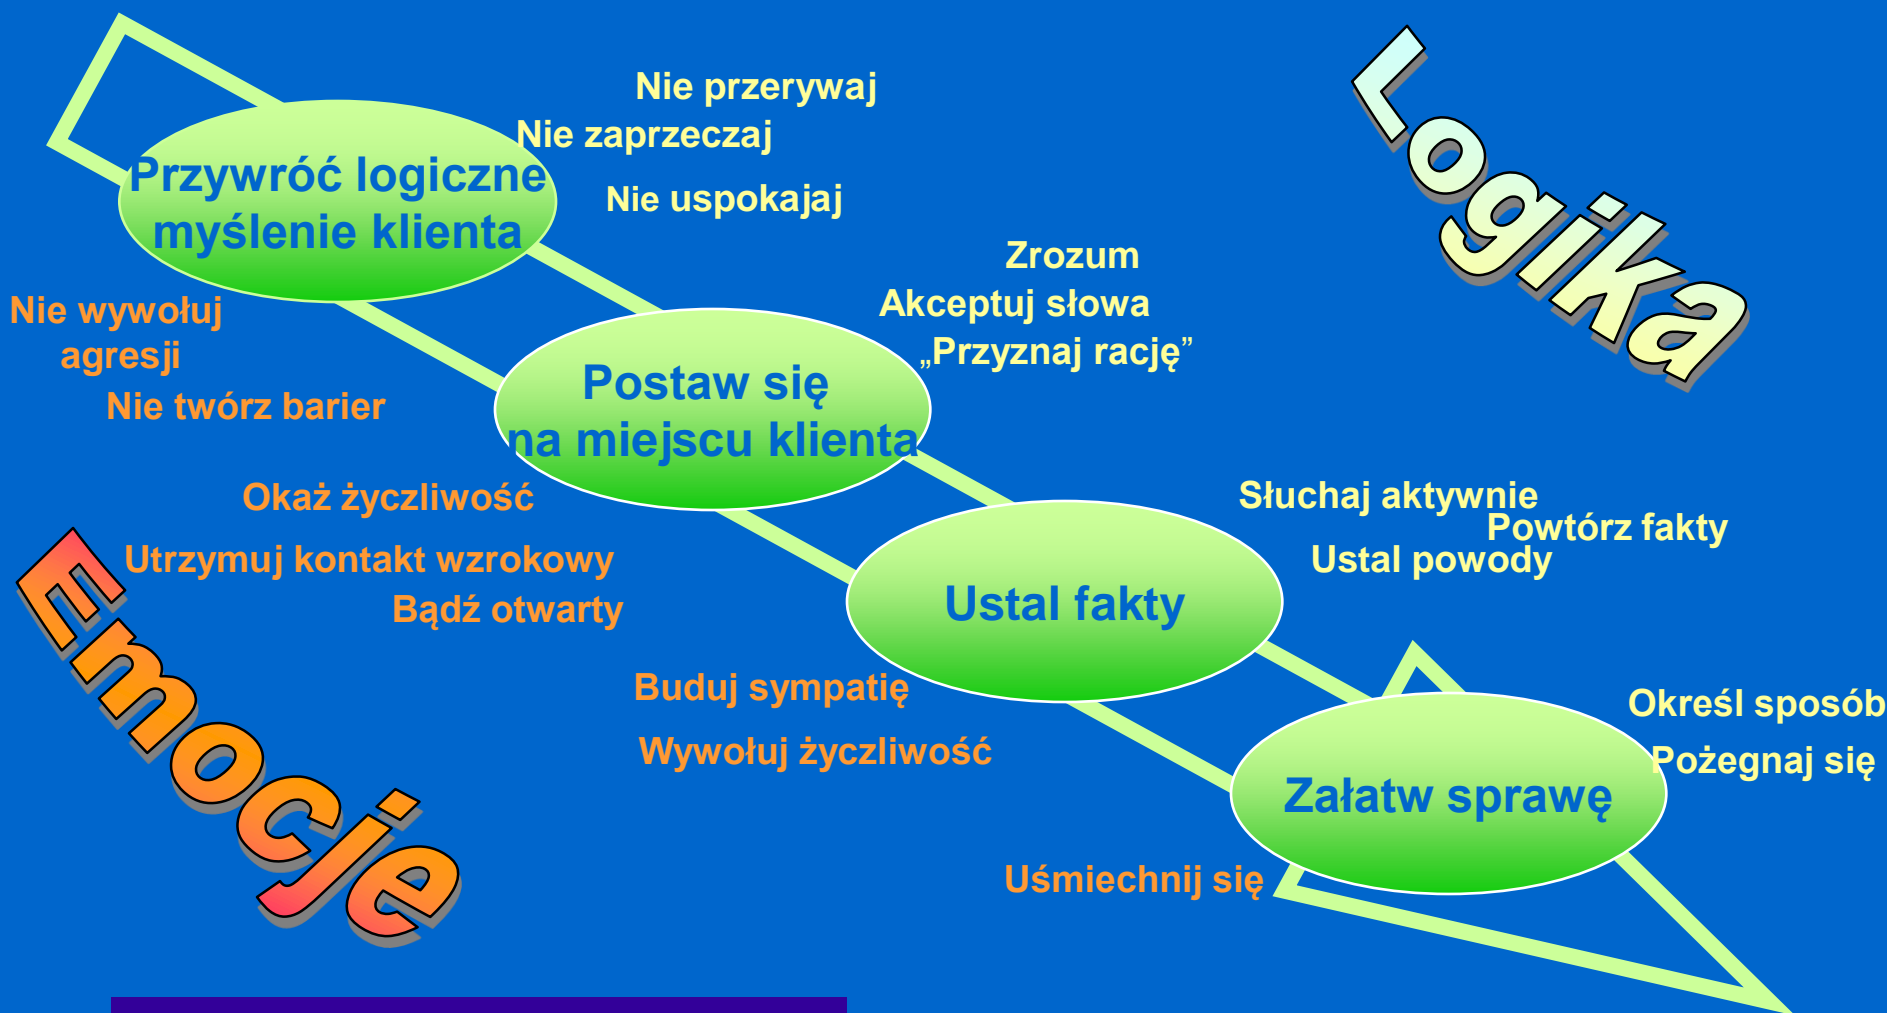 Nie przerywaj
Nie zaprzeczaj
Nie uspokajaj
Logika
Przywróć logiczne
myślenie klienta
Nie wywołuj
agresji
Nie twórz barier
Zrozum
Akceptuj słowa
„Przyznaj rację”
Postaw się
na miejscu klienta
Okaż życzliwość
Utrzymuj kontakt wzrokowy
Bądź otwarty
Emocje
Słuchaj aktywnie
Powtórz fakty
Ustal powody
Ustal fakty
Buduj sympatię
Wywołuj życzliwość
Określ sposób
Pożegnaj się
Załatw sprawę
Uśmiechnij się